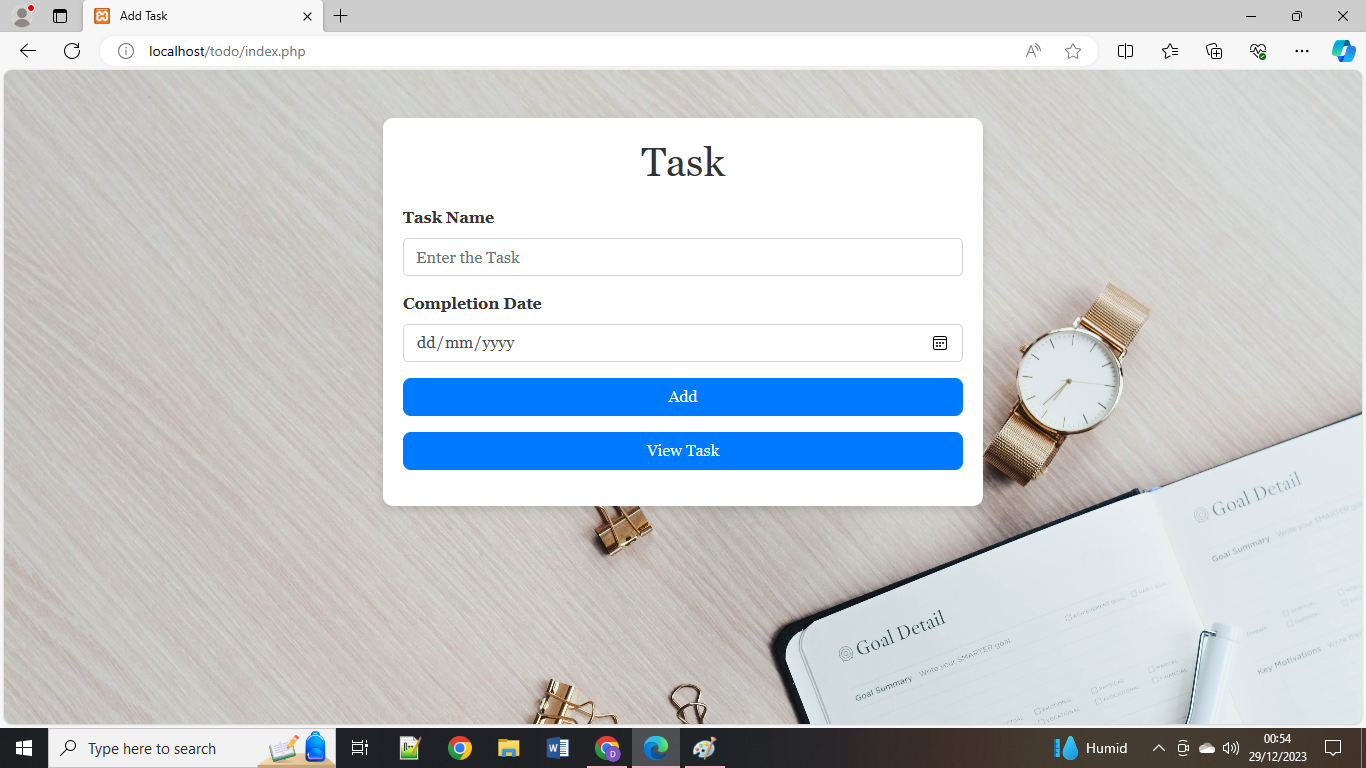 Add Task
localhost/todo/index.php
Task
Task Name
Enter the Task
Completion Date
dd/mm/yyyy
Add
View Task
Goal Detail
Goal Summary
Goal Detail
Goal Summary Write your SMARTER goal.
Key Motivations
Type here to search
Humid
00:54
29/12/2023